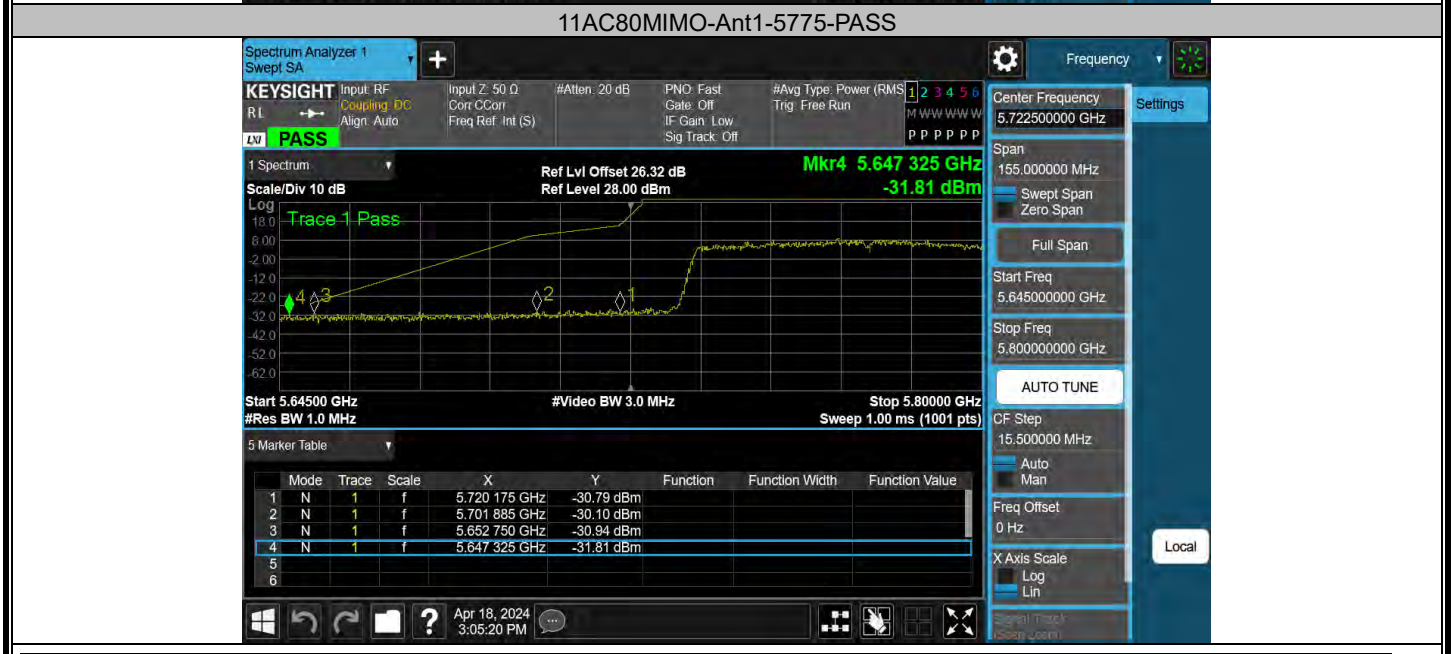 11AC80MIMO-Ant1-5775-PASS
Spectrum Analyzer 1
Swept SA
+
Frequency
KEYSIGHT Input: RF Input Z: 50 Ω #Atten: 20 dB PNO: Fast #Avg Type: Power (RMS 1 2 3 4 5 6
RL Coupling: DC Corr CCorr Gate: Off Trig: Free Run M W W W W W
Align: Auto Freq Ref: Int (S) IF Gain: Low
LXI PASS Sig Track: Off P P P P P P
Center Frequency
5.722500000 GHz
Settings
Span
155.000000 MHz
Swept Span
Zero Span
Full Span
Start Freq
5.645000000 GHz
Stop Freq
5.800000000 GHz
AUTO TUNE
CF Step
15.500000 MHz
Auto
Man
Freq Offset
0 Hz
X Axis Scale
Log
Lin
Signal Track
(Span Zoom)
Local
1 Spectrum
Ref Lvl Offset 26.32 dB Mkr4 5.647 325 GHz
Scale/Div 10 dB Ref Level 28.00 dBm -31.81 dBm
Log
Trace 1 Pass
18.0
8.00
-2.00
-12.0
-22.0
-32.0
-42.0
-52.0
-62.0
4 3 2 1
Start 5.64500 GHz #Video BW 3.0 MHz Stop 5.80000 GHz
#Res BW 1.0 MHz Sweep 1.00 ms (1001 pts)
5 Marker Table
Mode Trace Scale X Y Function Function Width Function Value
1 N 1 f 5.720 175 GHz -30.79 dBm
2 N 1 f 5.701 885 GHz -30.10 dBm
3 N 1 f 5.652 750 GHz -30.94 dBm
4 N 1 f 5.647 325 GHz -31.81 dBm
5
6
? Apr 18, 2024
3:05:20 PM